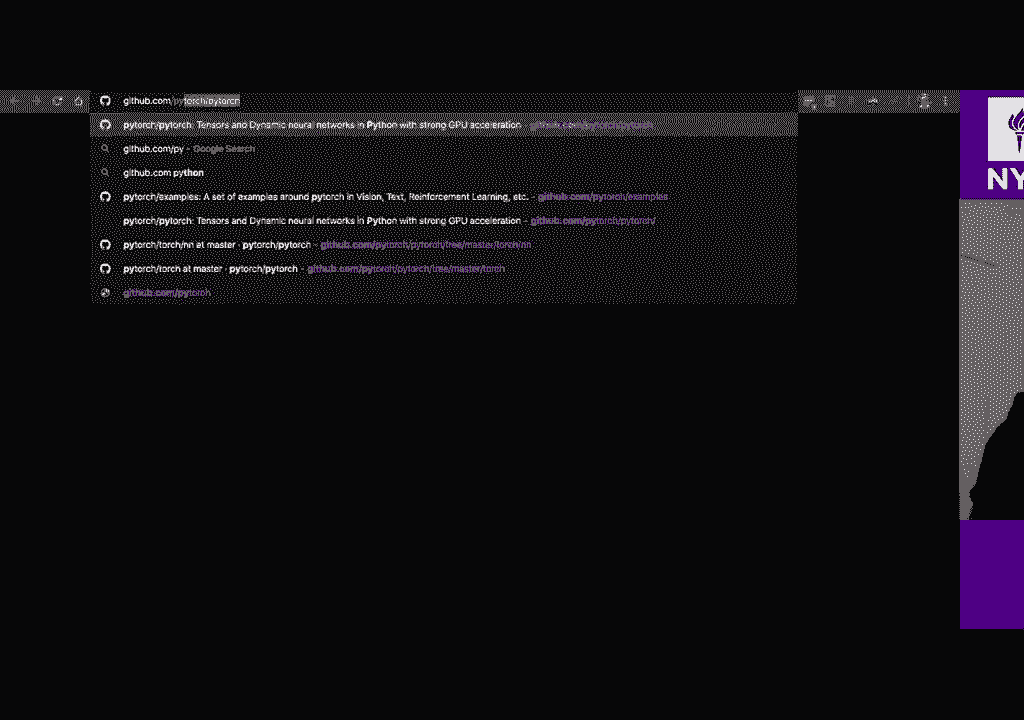 github.com/pytorch/pytorch
pytorch/pytorch: Tensors and Dynamic neural networks in Python with strong GPU acceleration - github.com/pytorch/pytorch
github.com/py - Google Search
github.com python
pytorch/examples: A set of examples around pytorch in Vision, Text, Reinforcement Learning, etc. - github.com/pytorch/examples
pytorch/pytorch: Tensors and Dynamic neural networks in Python with strong GPU acceleration - github.com/pytorch/pytorch/
pytorch/torch/nn at master · pytorch/pytorch - github.com/pytorch/pytorch/tree/master/torch/nn
pytorch/torch at master · pytorch/pytorch - github.com/pytorch/pytorch/tree/master/torch
github.com/pytorch
NY